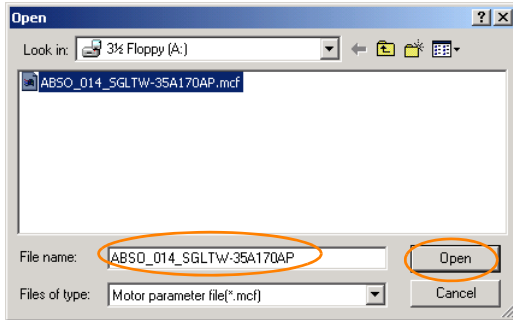 Open
Look in: 3½ Floppy (A:)
ABSO_014_SGLTW-35A170AP.mcf
File name: ABSO_014_SGLTW-35A170AP Open
Files of type: Motor parameter file(*.mcf) Cancel